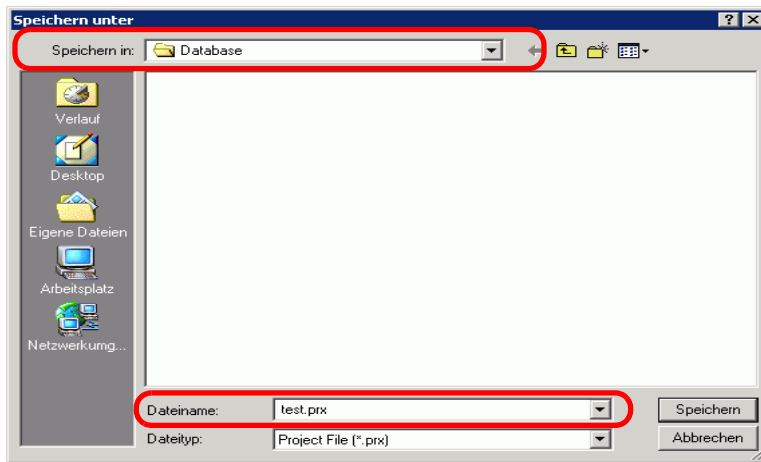 Speichern unter
Speichern in: Database
Verlauf
Desktop
Eigene Dateien
Arbeitsplatz
Netzwerkumg...
Dateiname: test.prx Speichern
Dateityp: Project File (*.prx) Abbrechen